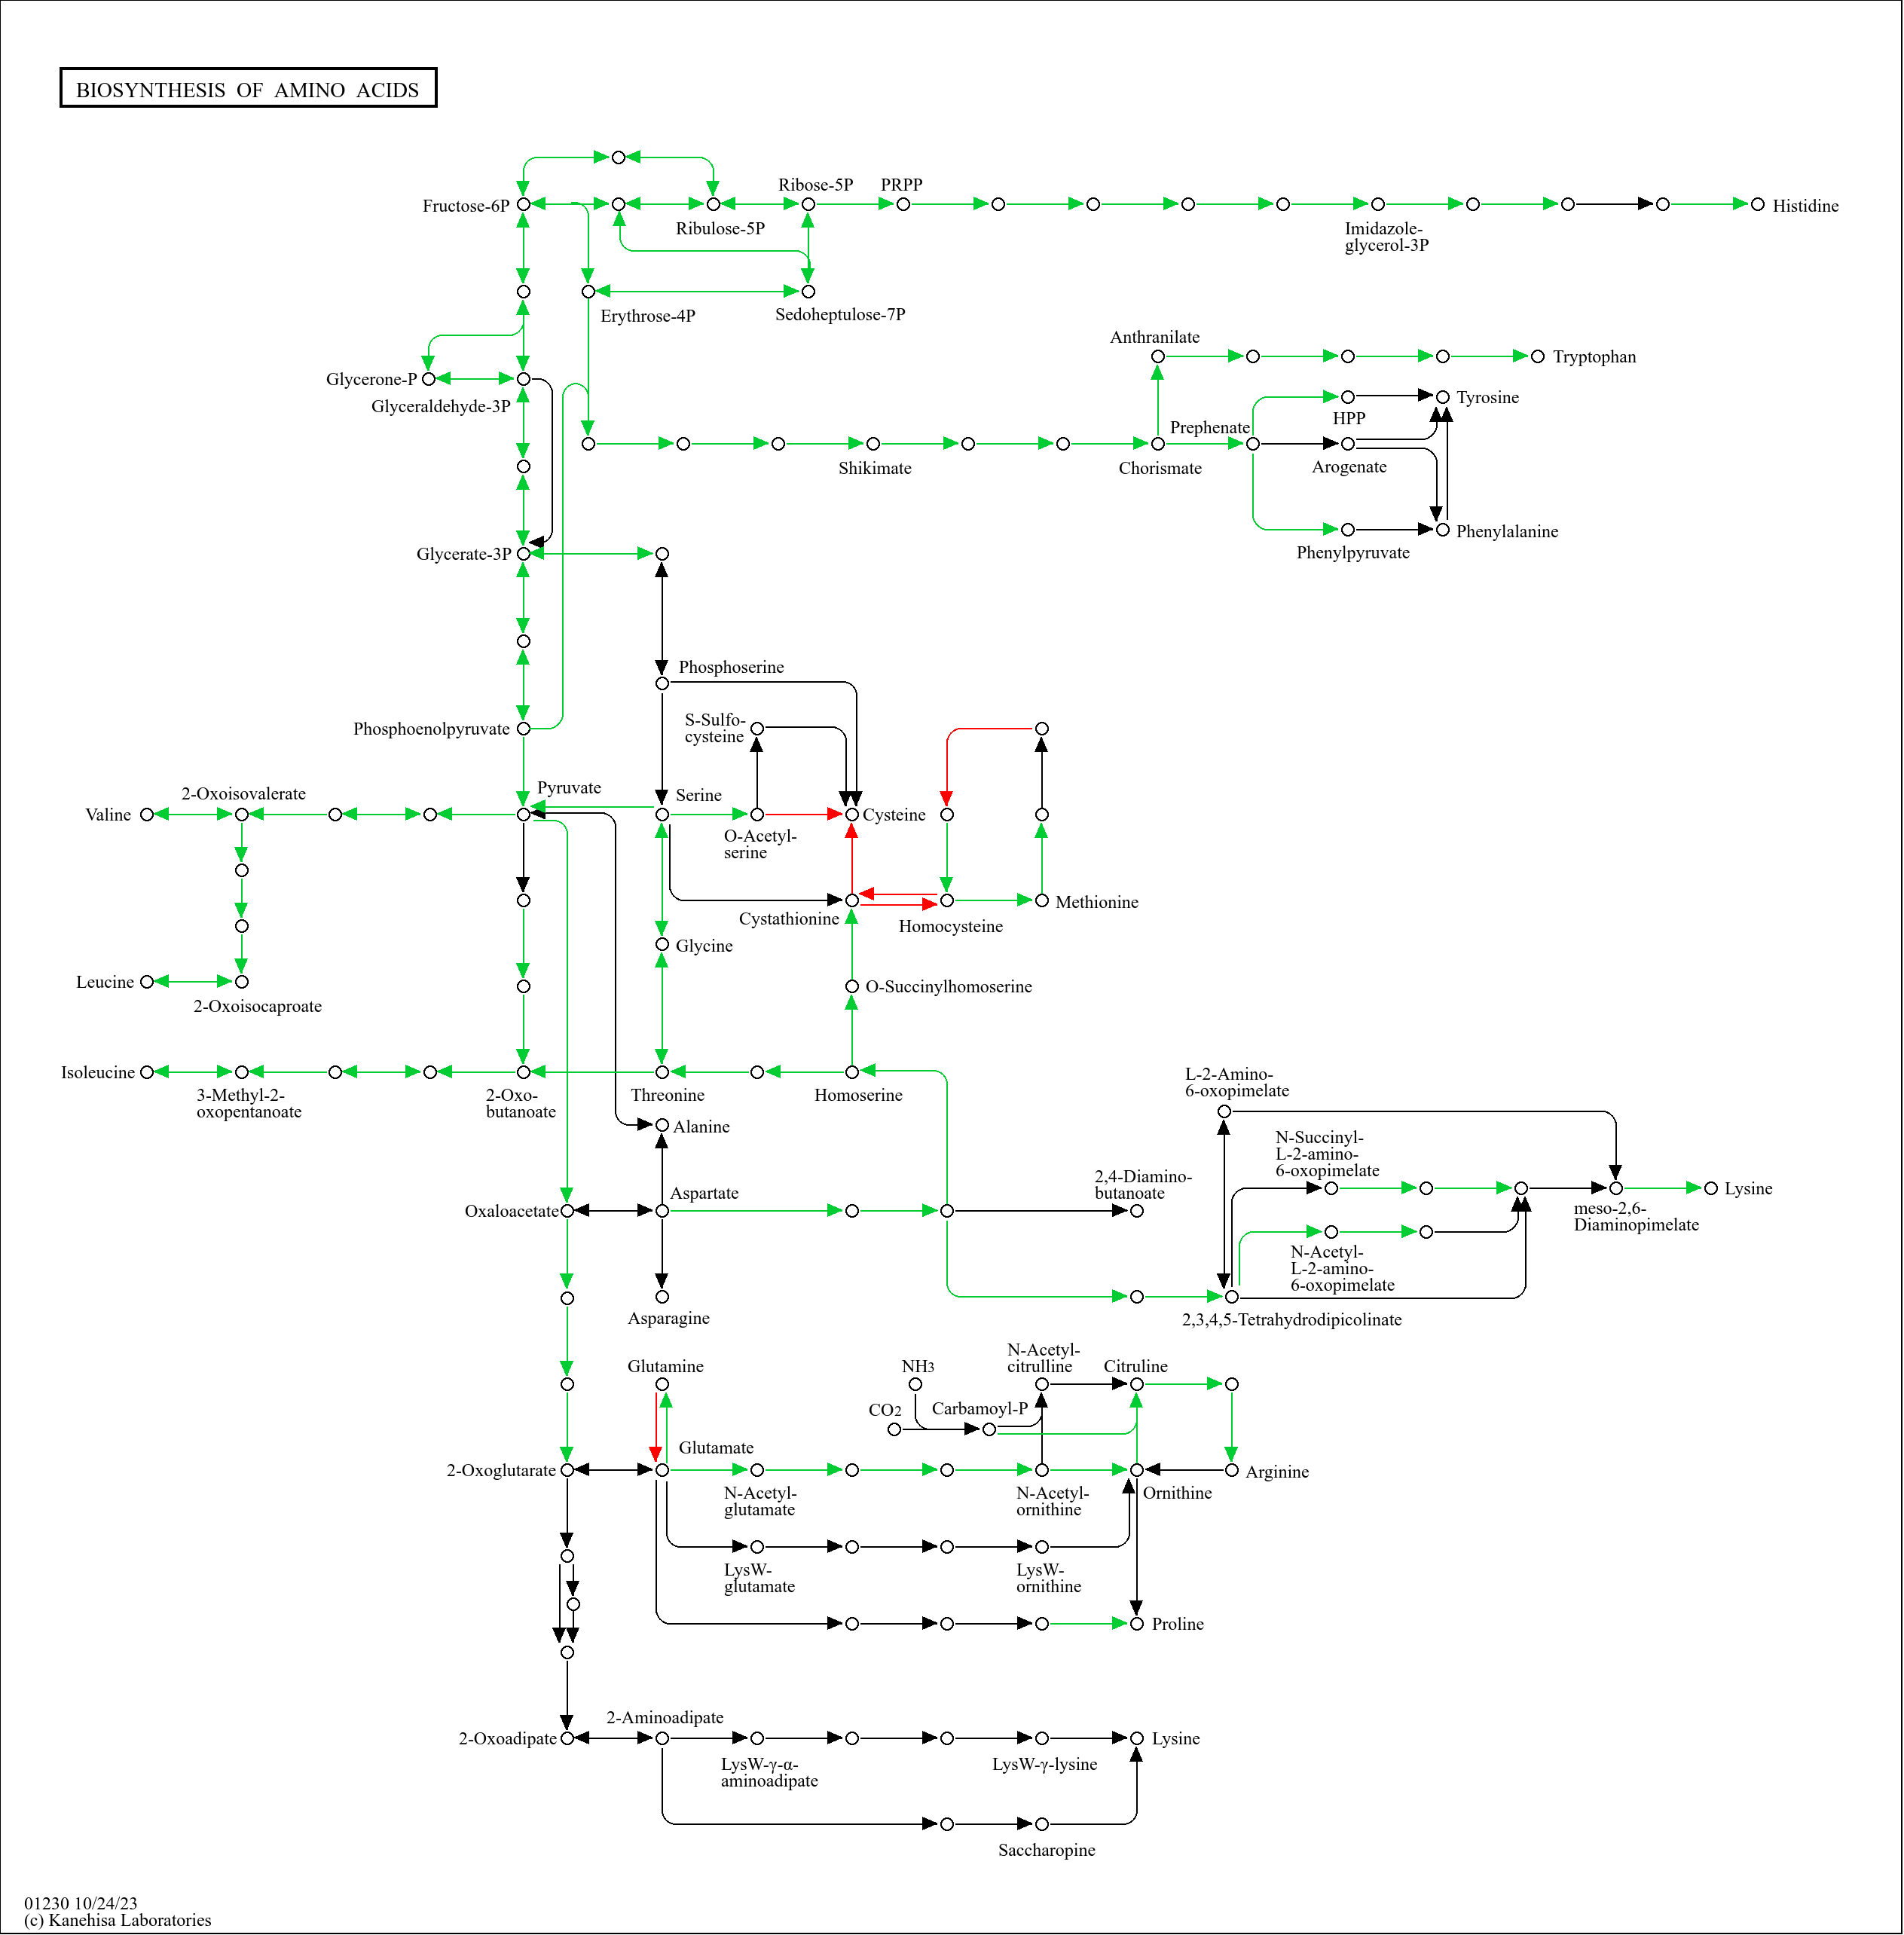 BIOSYNTHESIS OF AMINO ACIDS
Ribose-5P
PRPP
Fructose-6P
Ribulose-5P
Histidine
Imidazole-
glycerol-3P
Erythrose-4P
Sedoheptulose-7P
Anthranilate
Tryptophan
Glycerone-P
Glyceraldehyde-3P
Tyrosine
HPP
Prephenate
Shikimate
Chorismate
Arogenate
Phenylalanine
Phenylpyruvate
Glycerate-3P
Phosphoserine
S-Sulfo-
cysteine
Phosphoenolpyruvate
Pyruvate
2-Oxoisovalerate
Serine
Valine
Cysteine
O-Acetyl-
serine
Cystathionine
Homocysteine
Methionine
Glycine
Leucine
2-Oxoisocaproate
O-Succinylhomoserine
Isoleucine
3-Methyl-2-
oxopentanoate
2-Oxo-
butanoate
Threonine
Homoserine
L-2-Amino-
6-oxopimelate
Alanine
N-Succinyl-
L-2-amino-
6-oxopimelate
2,4-Diamino-
butanoate
Aspartate
Oxaloacetate
Lysine
meso-2,6-
Diaminopimelate
N-Acetyl-
L-2-amino-
6-oxopimelate
Asparagine
2,3,4,5-Tetrahydrodipicolinate
Glutamine
NH3
N-Acetyl-
citrulline
Citruline
CO2
Carbamoyl-P
Glutamate
2-Oxoglutarate
Arginine
N-Acetyl-
glutamate
N-Acetyl-
ornithine
Ornithine
LysW-
glutamate
LysW-
ornithine
Proline
2-Aminoadipate
2-Oxoadipate
Lysine
LysW-γ-α-
aminoadipate
LysW-γ-lysine
Saccharopine
01230 10/24/23
(c) Kanehisa Laboratories